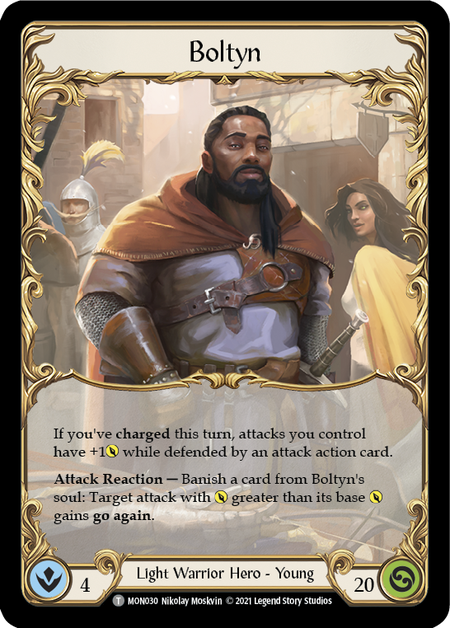 Boltyn
If you've charged this turn, attacks you control
have +1 while defended by an attack action card.
Attack Reaction — Banish a card from Boltyn's
soul: Target attack with greater than its base
gains go again.
4
Light Warrior Hero - Young
20
T MON030 Nikolay Moskvin © 2021 Legend Story Studios